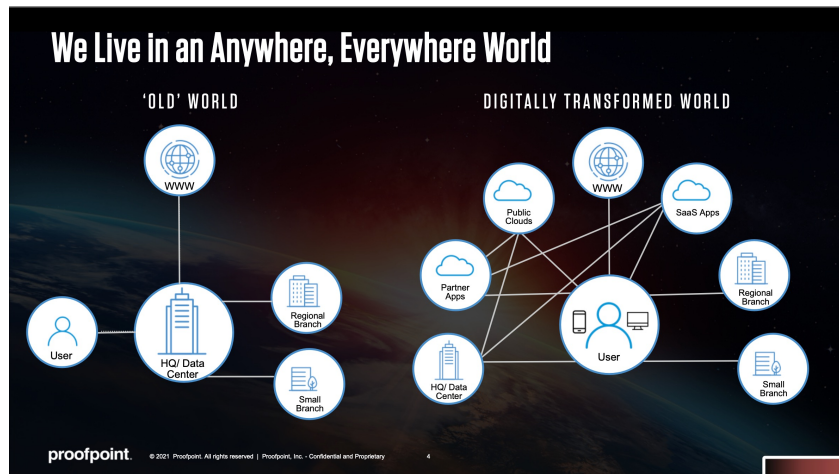 We Live in an Anywhere, Everywhere World
'OLD' WORLD
WWW
User
HQ/ Data
Center
Regional
Branch
Small
Branch
DIGITALLY TRANSFORMED WORLD
WWW
Public
Clouds
SaaS Apps
Partner
Apps
Regional
Branch
User
HQ/ Data
Center
Small
Branch
proofpoint.
© 2021 Proofpoint. All rights reserved | Proofpoint, Inc. - Confidential and Proprietary
4